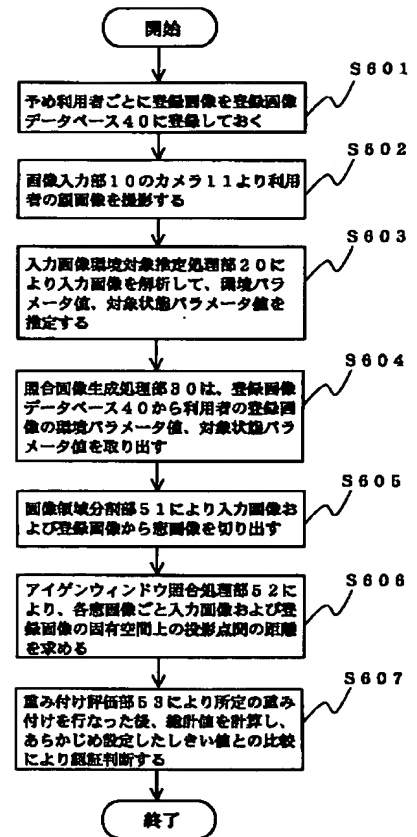 開始
S601
予め利用者ごとに登録画像を登録画像
データベース40に登録しておく
S602
画像入力部10のカメラ11より利用
者の顔画像を撮影する
S603
入力画像環境対象推定処理部20に
より入力画像を解析して、環境パラ
メータ値、対象状態パラメータ値を
推定する
S604
照合画像生成処理部30は、登録画像
データベース40から利用者の登録画
像の環境パラメータ値、対象状態パラ
メータ値を取り出す
S605
画像領域分割部51により入力画像お
よび登録画像から窓画像を切り出す
S606
アイゲンウィンドウ照合処理部52に
より、各窓画像ごと入力画像および登
録画像の固有空間上の投影点間の距離
を求める
S607
重み付け評価部53により所定の重み
付けを行なった後、総計値を計算し、
あらかじめ設定したしきい値との比較
により認証判断する
終了